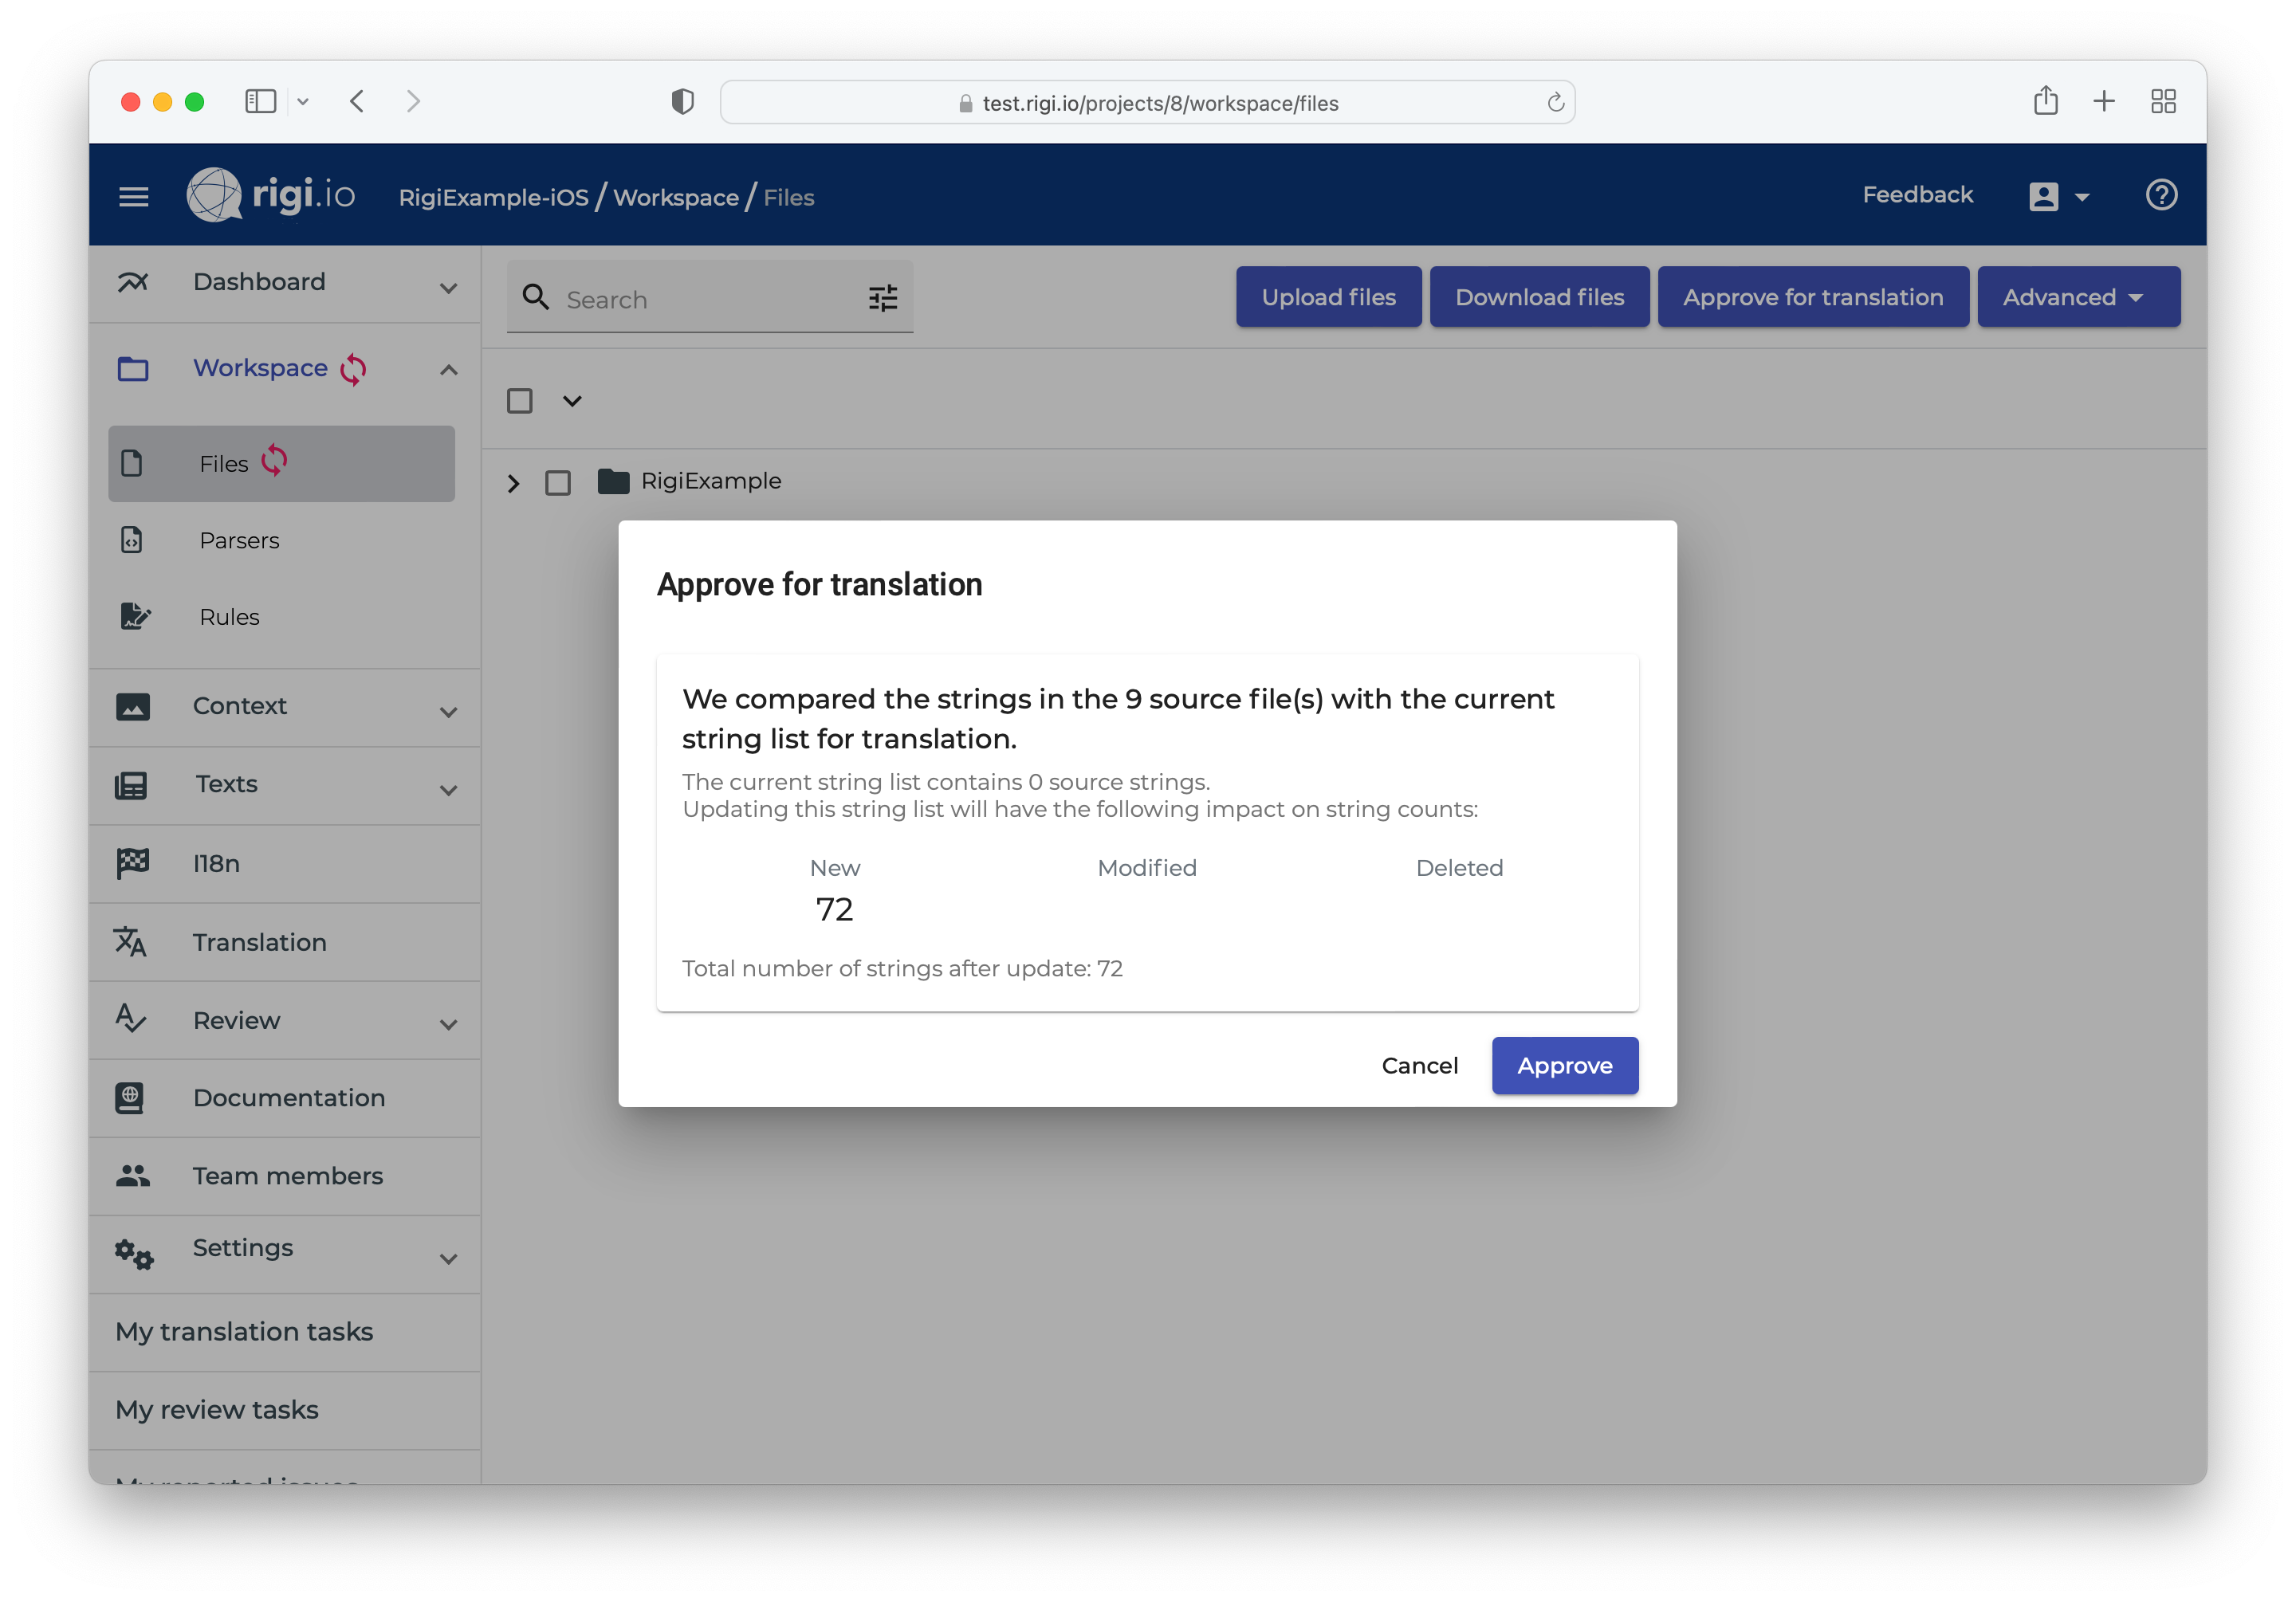 test.rigi.io/projects/8/workspace/files
rigi.io
RigiExample-iOS / Workspace / Files
Feedback
Dashboard
Search
Upload files
Download files
Approve for translation
Advanced
Workspace
Files
RigiExample
Parsers
Rules
Context
Texts
I18n
Translation
Review
Documentation
Team members
Settings
My translation tasks
My review tasks
My reported issues
Approve for translation
We compared the strings in the 9 source file(s) with the current
string list for translation.
The current string list contains 0 source strings.
Updating this string list will have the following impact on string counts:
New
Modified
Deleted
72
Total number of strings after update: 72
Cancel
Approve